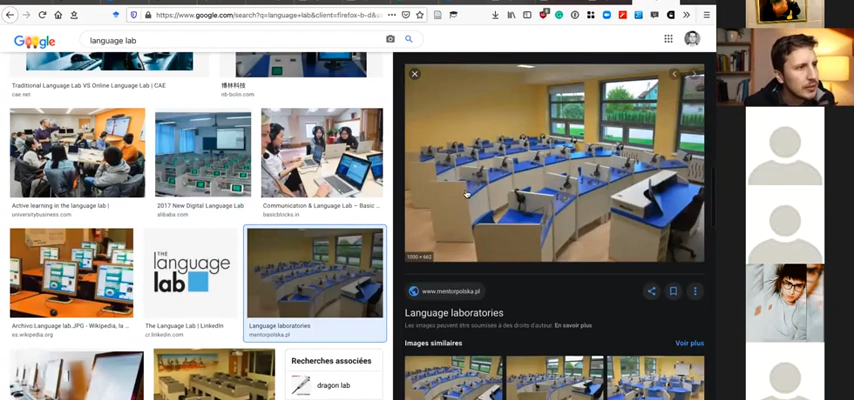 https://www.google.com/search?q=language+lab&client=firefox-b-d&
Google
language lab
Traditional Language Lab VS Online Language Lab | CAE
cae.net
博林科技
nb-bolin.com
Active learning in the language lab |
universitybusiness.com
2017 New Digital Language Lab
alibaba.com
Communication & Language Lab – Basic ...
basicblocks.in
THE
language
lab
Archivo Language lab.JPG - Wikipedia, la ...
es.wikipedia.org
The Language Lab | LinkedIn
cr.linkedin.com
Language laboratories
mentorpolska.pl
Recherches associées
dragon lab
1000 × 662
www.mentorpolska.pl
Language laboratories
Les images peuvent être soumises à des droits d'auteur. En savoir plus
Images similaires
Voir plus